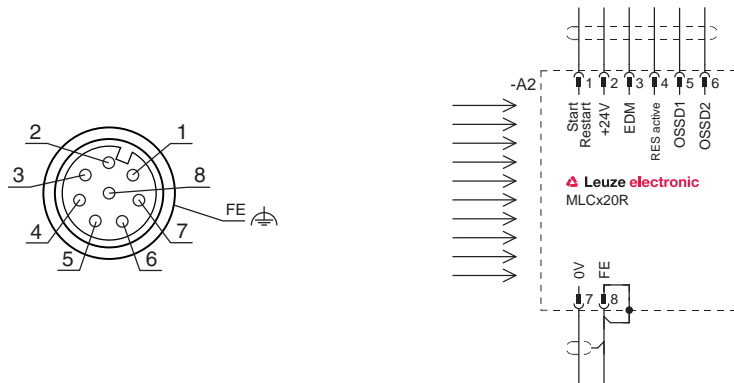 2
1
3
8
4
7
5
6
FE
-A2
1
2
3
4
5
6
Start
Restart
+24V
EDM
RES active
OSSD1
OSSD2
Leuze electronic
MLCx20R
0V
FE
7
8